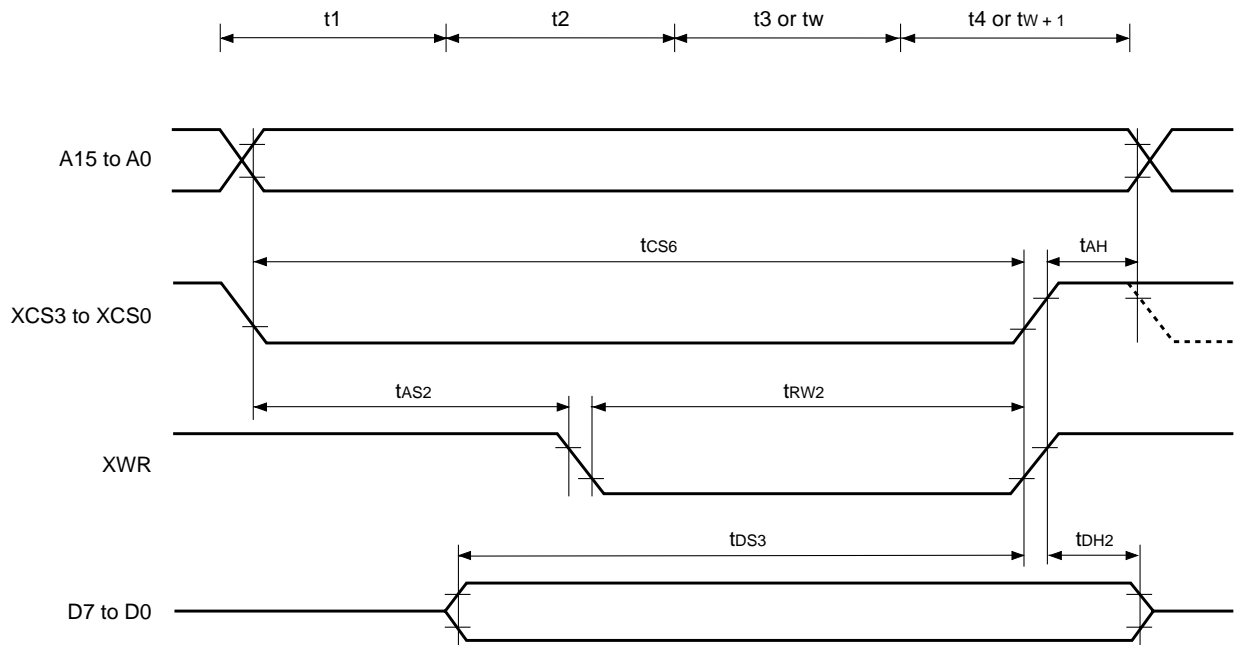 t1 t2 t3 or tw t4 or tW + 1
A15 to A0
tCS6 tAH
XCS3 to XCS0
tAS2 tRW2
XWR
tDS3 tDH2
D7 to D0